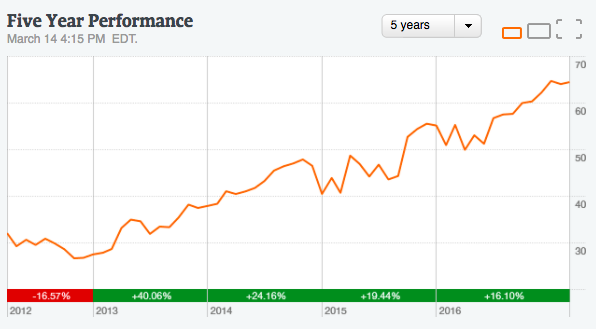 Five Year Performance
5 years
March 14 4:15 PM EDT.
70
60
50
40
30
-16.57% +40.06% +24.16% +19.44% +16.10%
2012 2013 2014 2015 2016